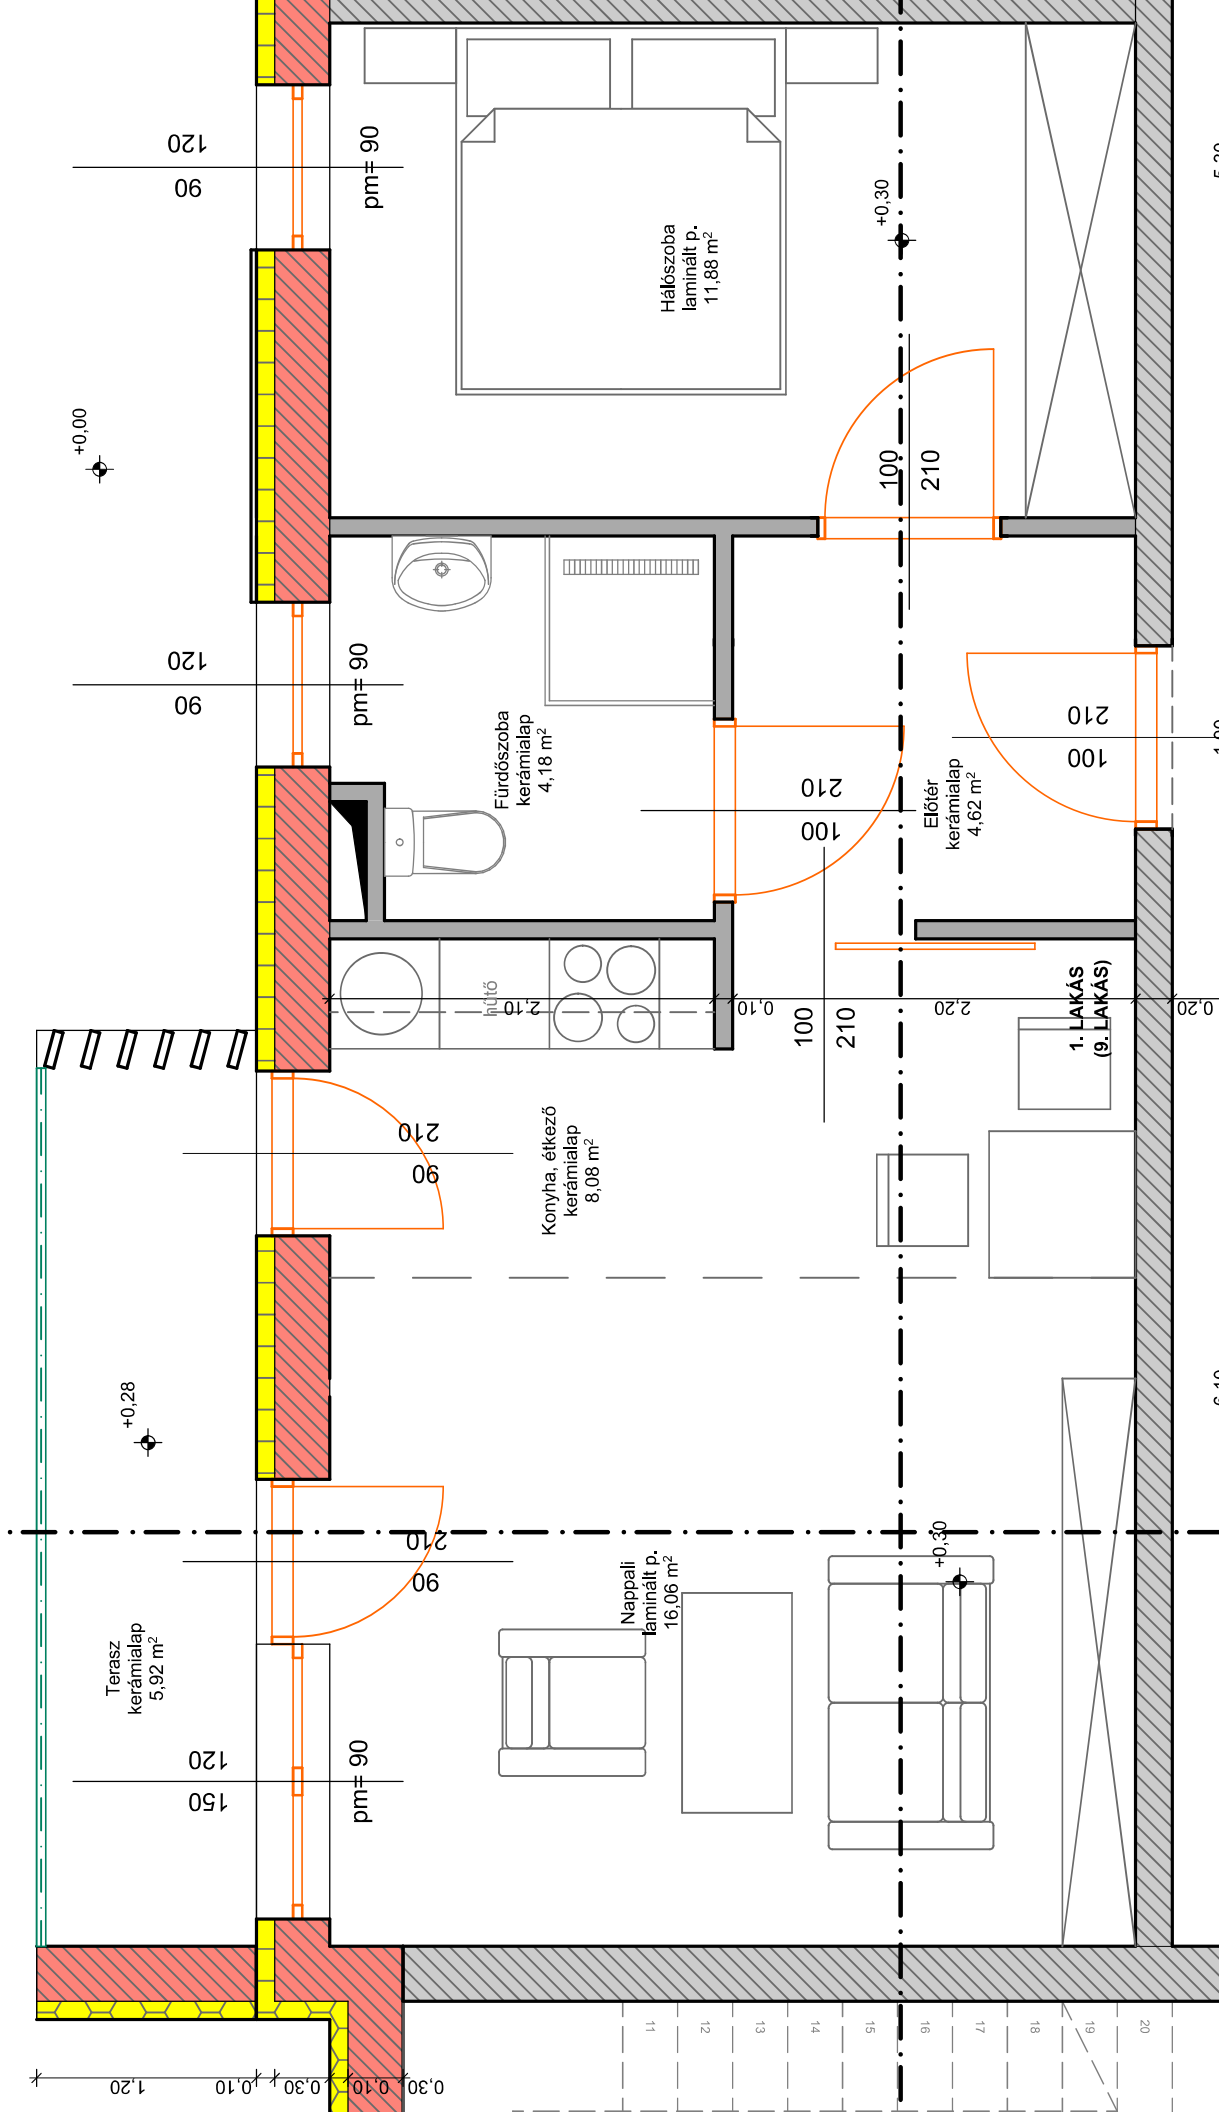 120
90
pm= 90
+0,30
Hálószoba
laminált p.
11,88 m²
+0,00
100
210
120
90
pm= 90
Fürdőszoba
kerámialap
4,18 m²
210
100
210
100
Előtér
kerámialap
4,62 m²
hűtő
2,10
0,10
2,20
0,20
100
210
1. LAKÁS
(9. LAKÁS)
210
90
Konyha, étkező
kerámialap
8,08 m²
+0,28
210
90
+0,30
Nappali
laminált p.
16,06 m²
Terasz
kerámialap
5,92 m²
120
150
pm= 90
11
12
13
14
15
16
17
18
19
20
1,20
0,10
0,30
0,10
0,30